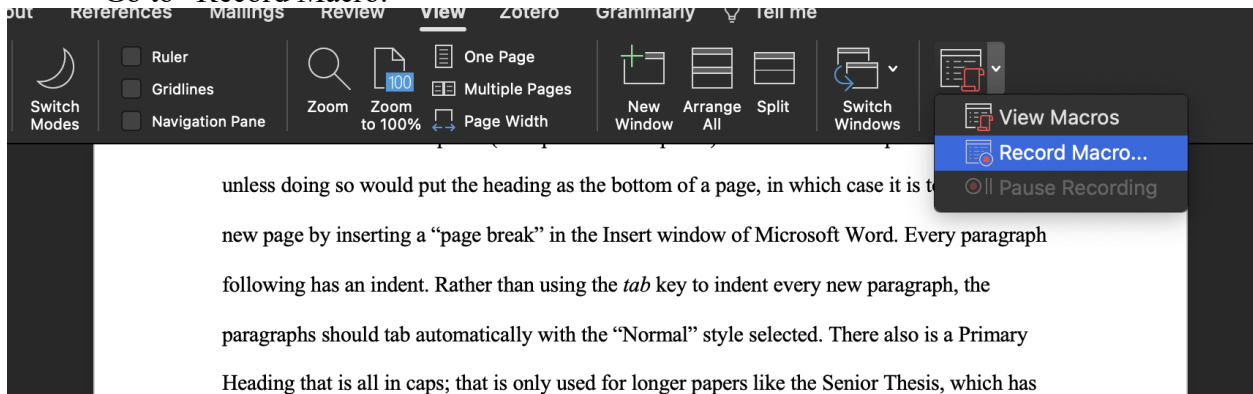 Go to "Record Macro.
out References Mailings Review View Zotero Grammarly Tell me
Ruler
Gridlines
Navigation Pane
Switch
Modes
Zoom
100
Zoom
to 100%
One Page
Multiple Pages
Page Width
New
Window
Arrange
All
Split
Switch
Windows
View Macros
Record Macro...
Pause Recording
unless doing so would put the heading as the bottom of a page, in which case it is
new page by inserting a “page break” in the Insert window of Microsoft Word. Every paragraph
following has an indent. Rather than using the tab key to indent every new paragraph, the
paragraphs should tab automatically with the “Normal” style selected. There also is a Primary
Heading that is all in caps; that is only used for longer papers like the Senior Thesis, which has